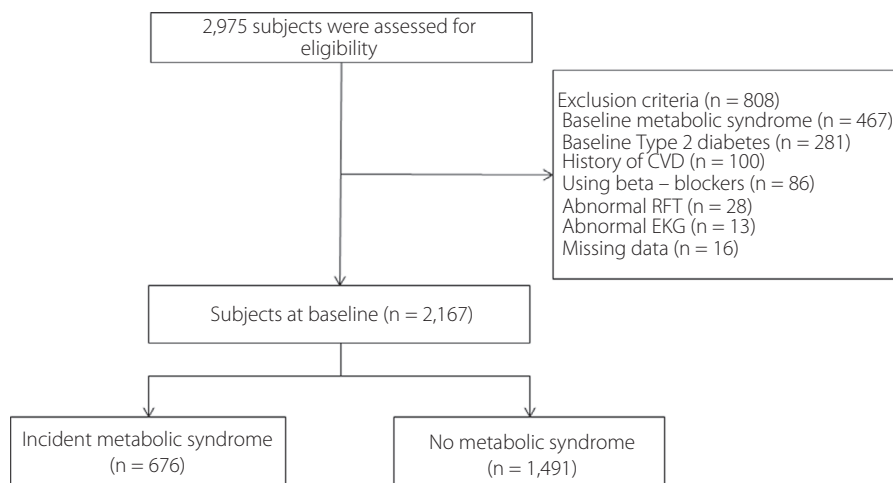 2,975 subjects were assessed for
eligibility
Exclusion criteria (n = 808)
Baseline metabolic syndrome (n = 467)
Baseline Type 2 diabetes (n = 281)
History of CVD (n = 100)
Using beta – blockers (n = 86)
Abnormal RFT (n = 28)
Abnormal EKG (n = 13)
Missing data (n = 16)
Subjects at baseline (n = 2,167)
Incident metabolic syndrome
(n = 676)
No metabolic syndrome
(n = 1,491)